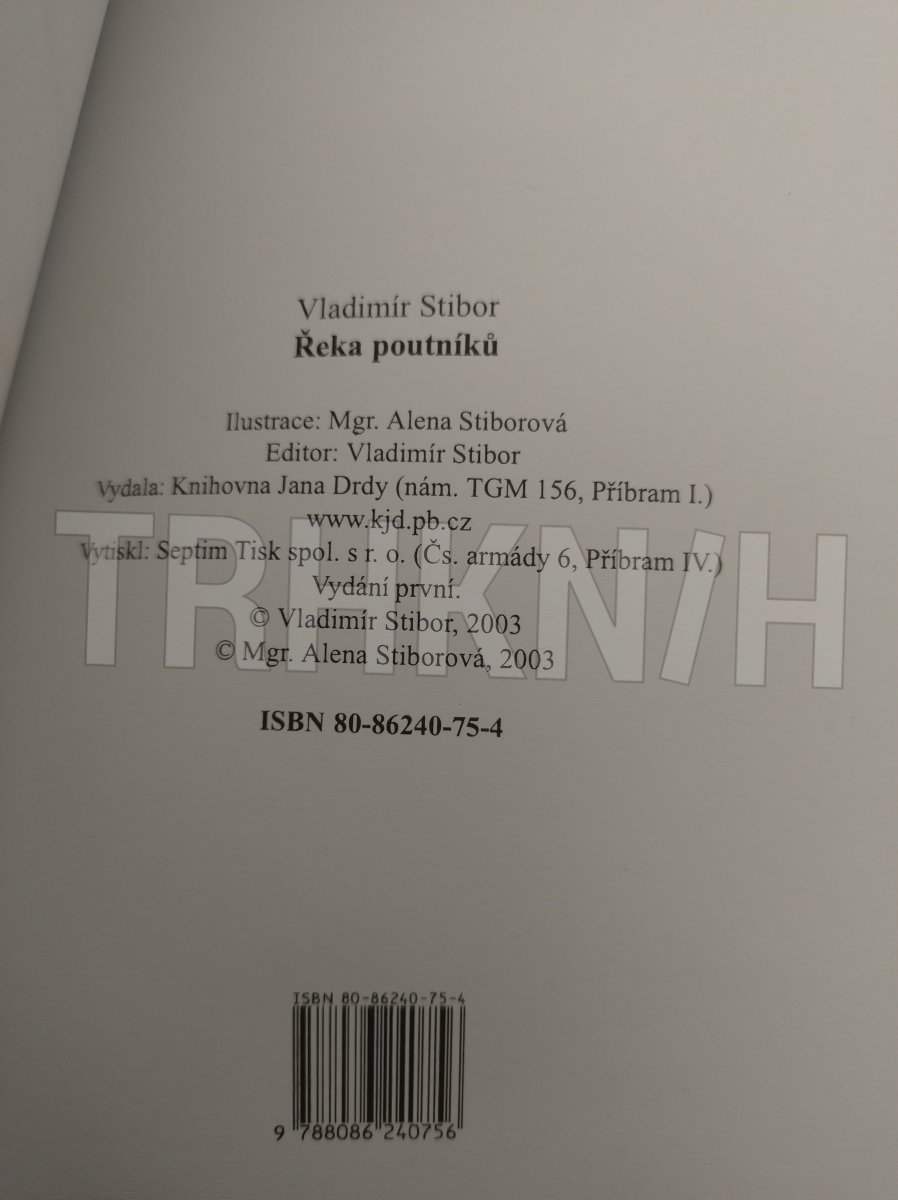 Vladimír Stibor
Řeka poutníků
Ilustrace: Mgr. Alena Stiborová
Editor: Vladimír Stibor
Vydala: Knihovna Jana Drdy (nám. TGM 156, Příbram I.)
www.kjd.pb.cz
Vytiskl: Septim Tisk spol. s r. o. (Čs. armády 6, Příbram IV.)
Vydání první.
© Vladimír Stibor, 2003
© Mgr. Alena Stiborová, 2003
TRHKNIH
ISBN 80-86240-75-4
ISBN 80-86240-75-4
9 788086 240756